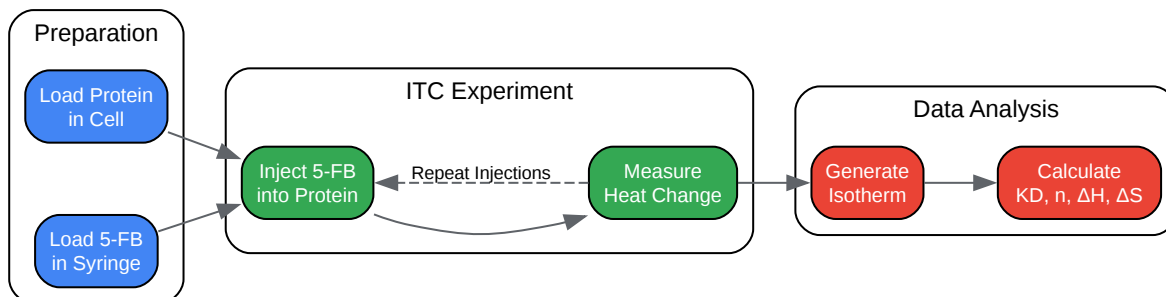 Preparation
Load Protein
in Cell
Load 5-FB
in Syringe
ITC Experiment
Inject 5-FB
into Protein
Repeat Injections
Measure
Heat Change
Data Analysis
Generate
Isotherm
Calculate
KD, n, ΔH, ΔS